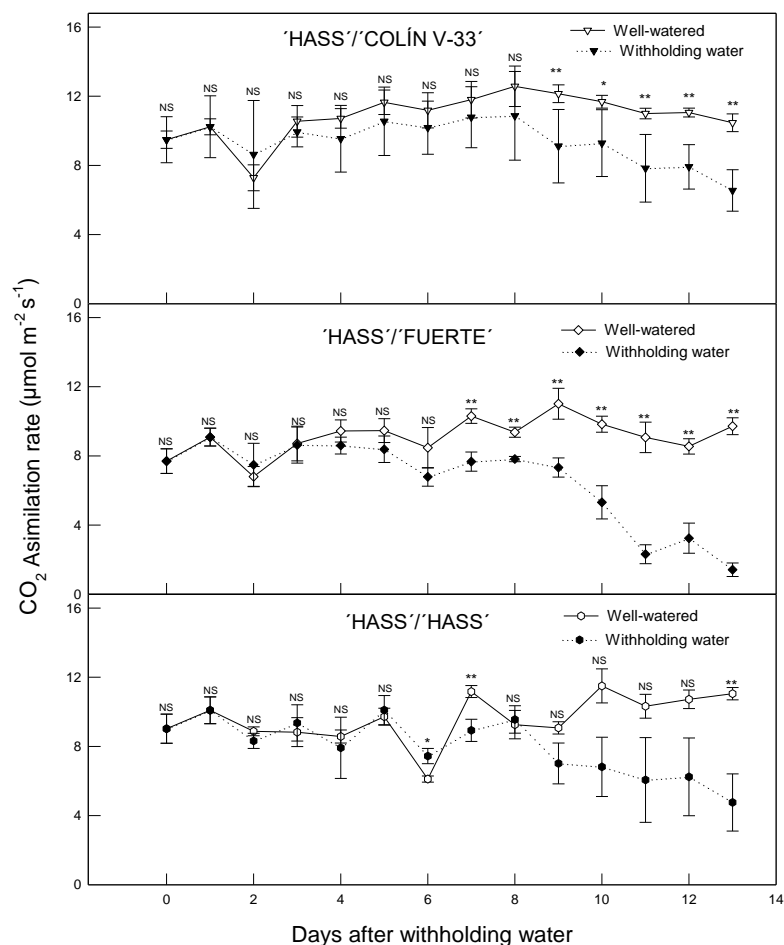 ´HASS´/´COLÍN V-33´
Well-watered
Withholding water
16
12
8
4
0
NS NS NS NS NS NS NS NS NS ** * ** ** **
´HASS´/´FUERTE´
Well-watered
Withholding water
16
12
8
4
0
NS NS NS NS NS NS NS ** ** ** ** ** ** **
´HASS´/´HASS´
Well-watered
Withholding water
16
12
8
4
0
NS NS NS NS NS NS * ** NS NS NS NS NS **
0 2 4 6 8 10 12 14
CO2 Asimilation rate (µmol m-2 s-1)
Days after withholding water